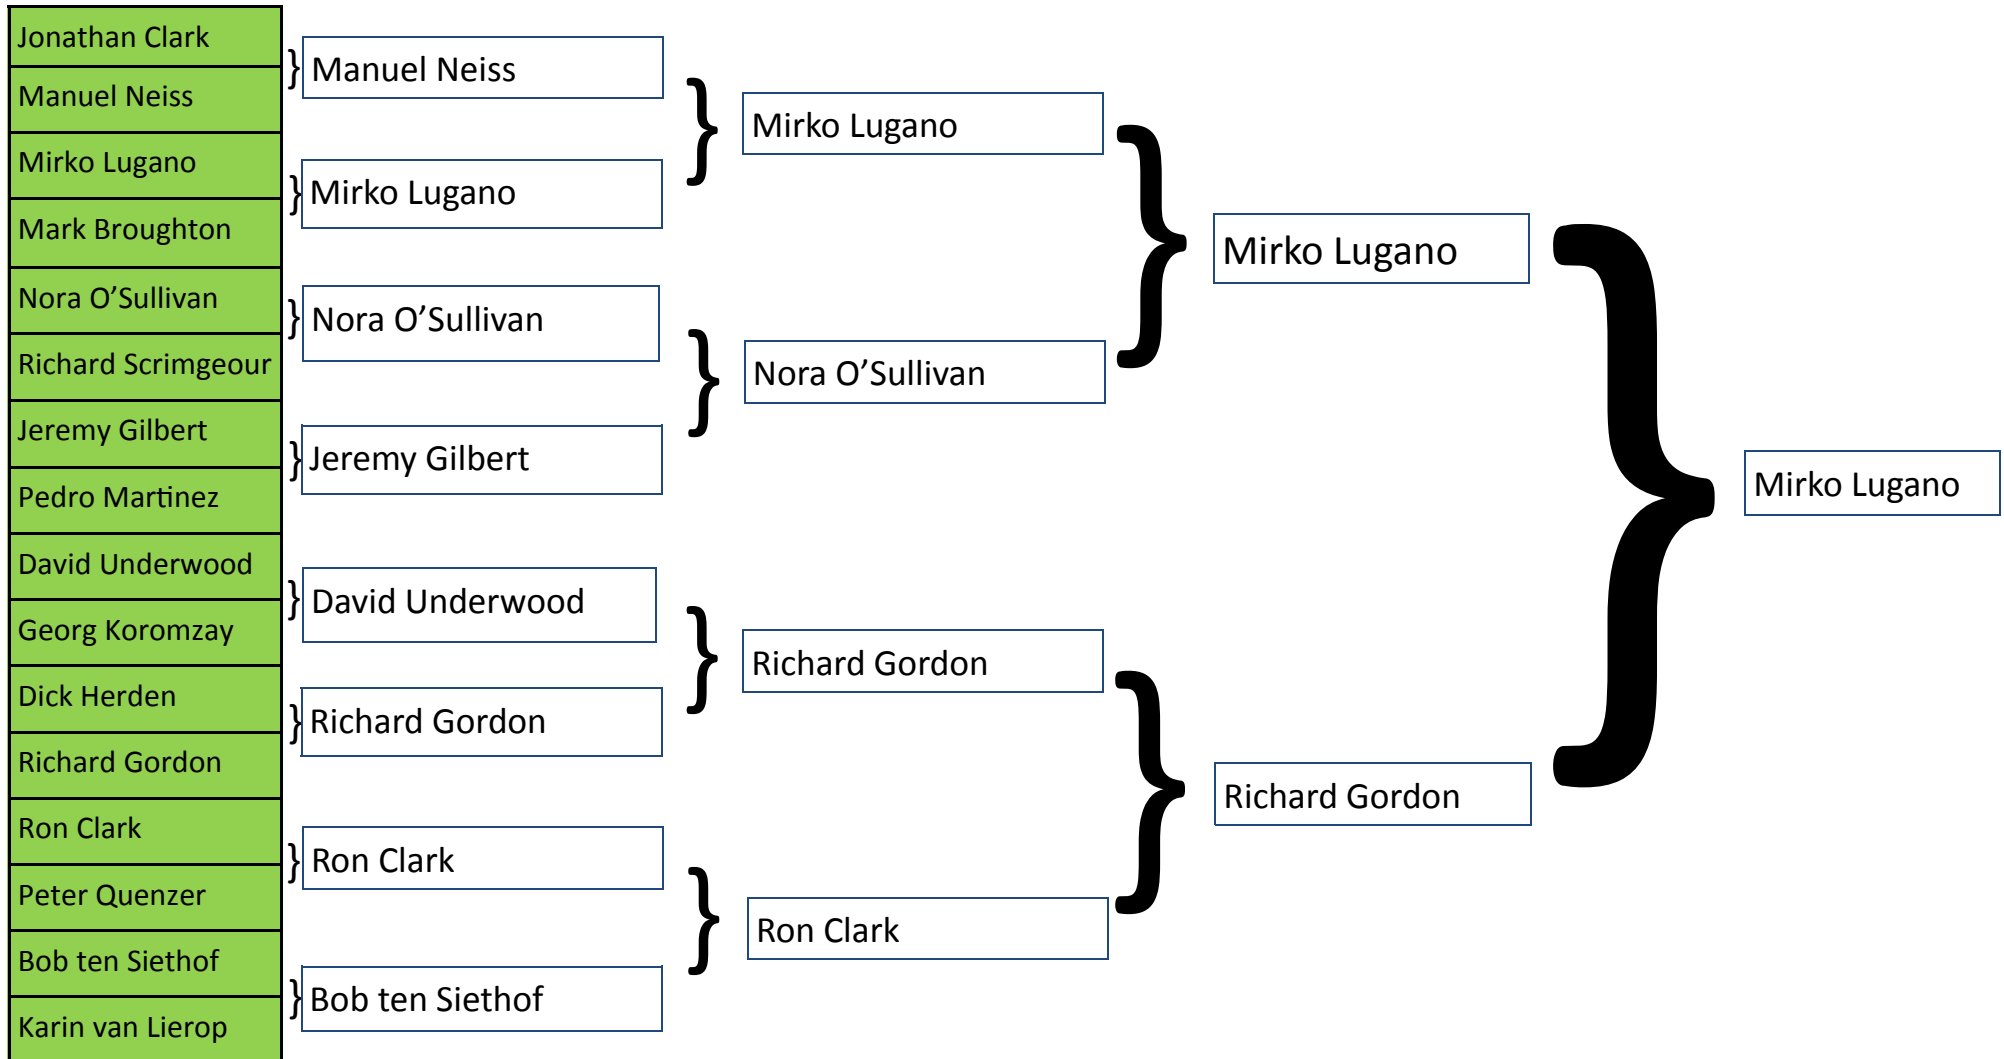 Jonathan Clark
Manuel Neiss
Mirko Lugano
Mark Broughton
Nora O’Sullivan
Richard Scrimgeour
Jeremy Gilbert
Pedro Martinez
David Underwood
Georg Koromzay
Dick Herden
Richard Gordon
Ron Clark
Peter Quenzer
Bob ten Siethof
Karin van Lierop
Manuel Neiss
Mirko Lugano
Nora O’Sullivan
Jeremy Gilbert
David Underwood
Richard Gordon
Ron Clark
Bob ten Siethof
Mirko Lugano
Nora O’Sullivan
Richard Gordon
Ron Clark
Mirko Lugano
Richard Gordon
Mirko Lugano